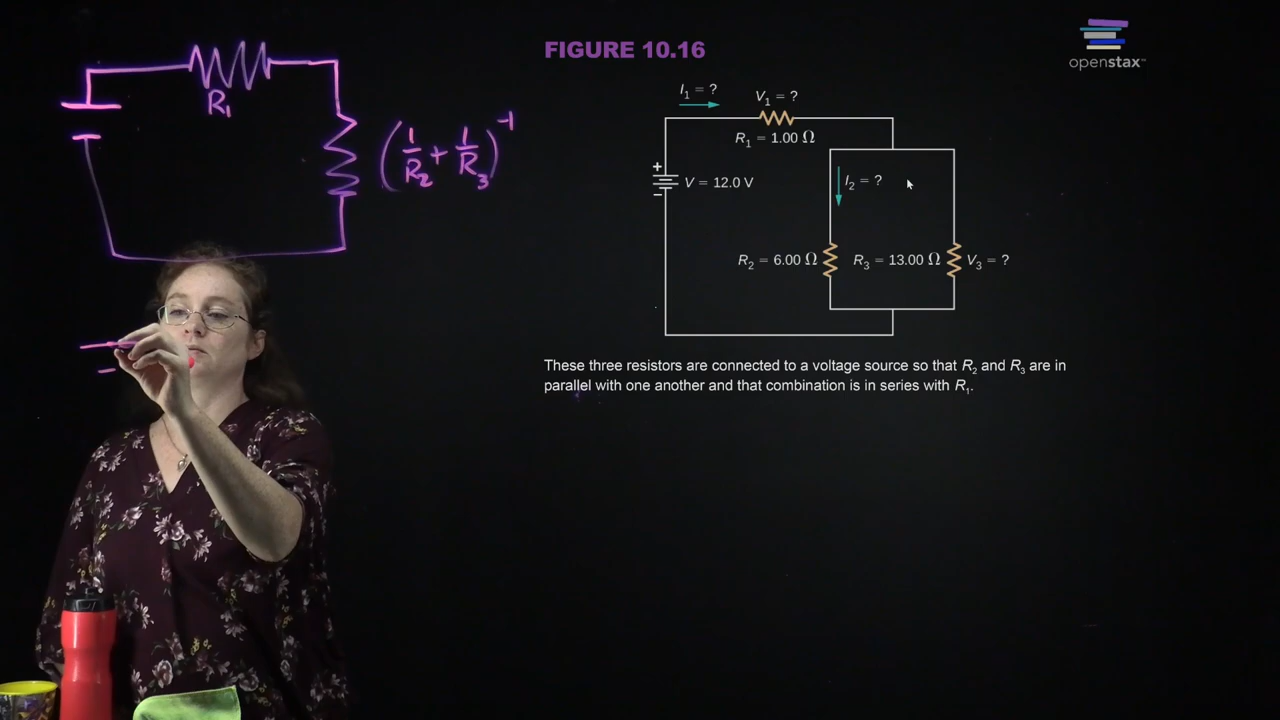 R₁
(1/R₂ + 1/R₃)⁻¹
FIGURE 10.16
openstax™
I₁ = ?
V₁ = ?
R₁ = 1.00 Ω
+
V = 12.0 V
−
I₂ = ?
R₂ = 6.00 Ω
R₃ = 13.00 Ω
V₃ = ?
These three resistors are connected to a voltage source so that R₂ and R₃ are in
parallel with one another and that combination is in series with R₁.